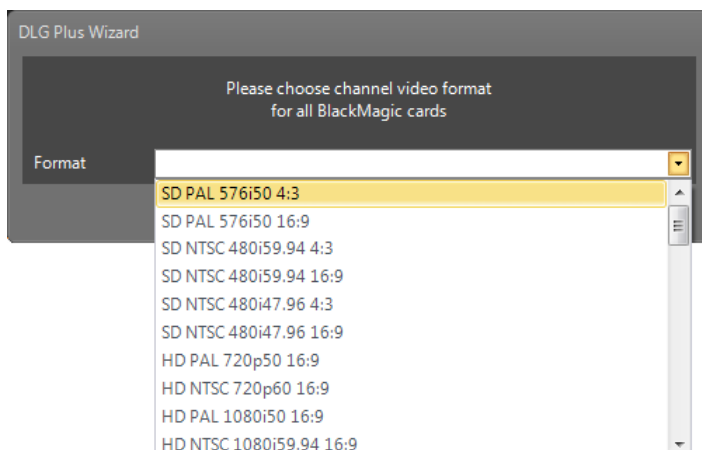 DLG Plus Wizard
Please choose channel video format
for all BlackMagic cards
Format
SD PAL 576i50 4:3
SD PAL 576i50 16:9
SD NTSC 480i59.94 4:3
SD NTSC 480i59.94 16:9
SD NTSC 480i47.96 4:3
SD NTSC 480i47.96 16:9
HD PAL 720p50 16:9
HD NTSC 720p60 16:9
HD PAL 1080i50 16:9
HD NTSC 1080i59.94 16:9